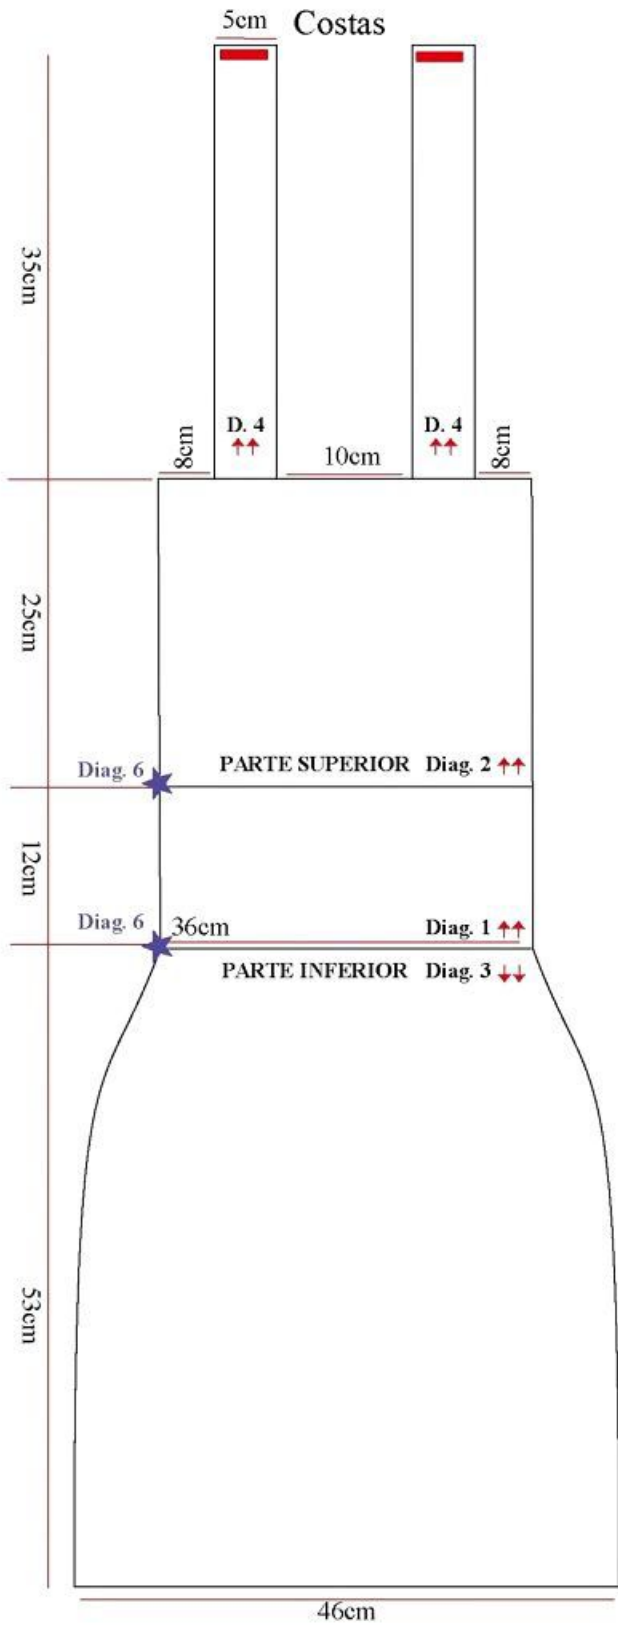 5cm Costas
35cm
D. 4 D. 4
8cm 10cm 8cm
25cm
Diag. 6 PARTE SUPERIOR Diag. 2
12cm
Diag. 6 36cm Diag. 1
PARTE INFERIOR Diag. 3
53cm
46cm